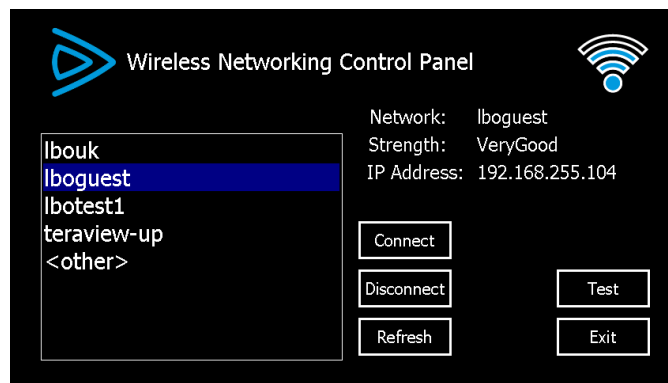 Wireless Networking Control Panel
Network: lboguest
Strength: VeryGood
IP Address: 192.168.255.104
lbouk
lboguest
lbotest1
teraview-up
<other>
Connect
Disconnect
Test
Refresh
Exit